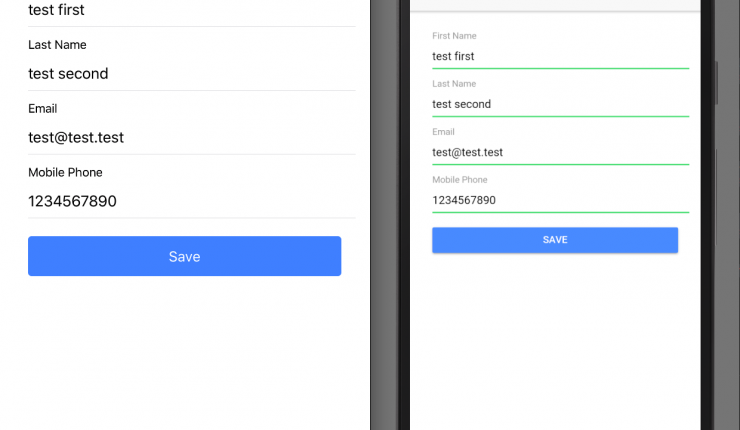 test first
Last Name
test second
Email
test@test.test
Mobile Phone
1234567890
Save
First Name
test first
Last Name
test second
Email
test@test.test
Mobile Phone
1234567890
SAVE